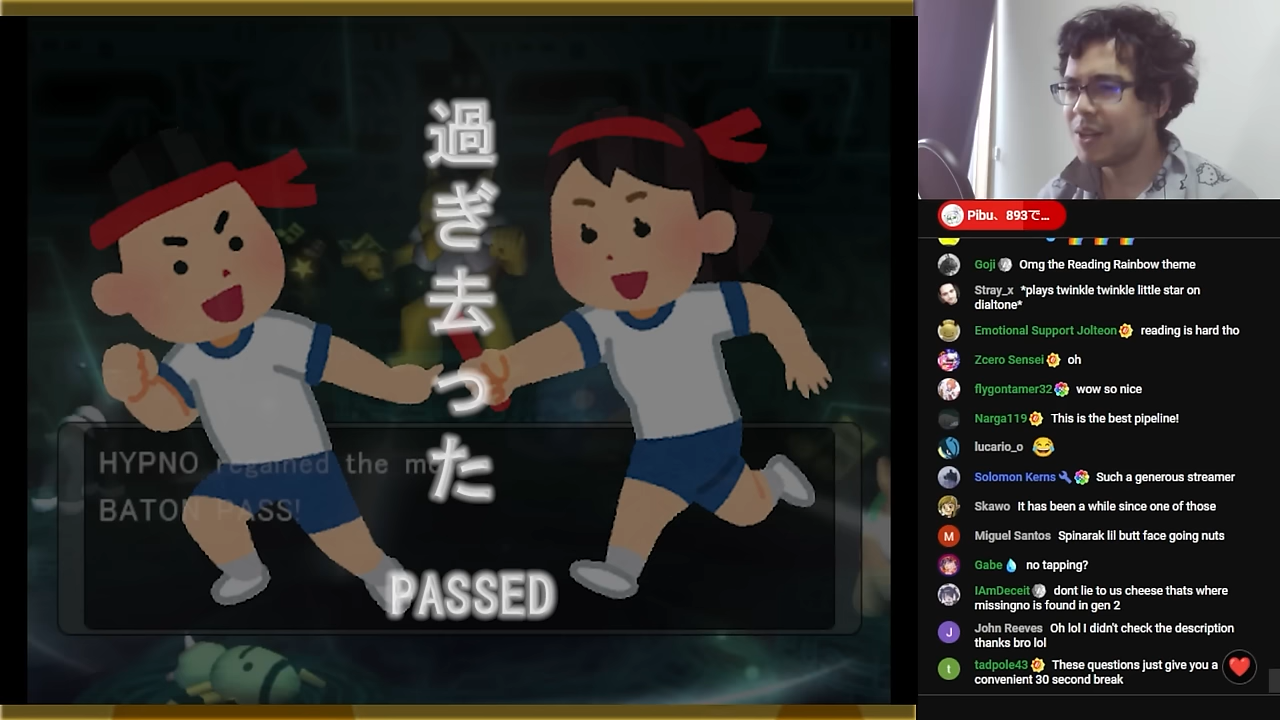 過ぎ去った
PASSED
HYPNO regained the m
BATON PASS!
Pibu、893で...
Goji Omg the Reading Rainbow theme
Stray_x *plays twinkle twinkle little star on
dialtone*
Emotional Support Jolteon reading is hard tho
Zcero Sensei oh
flygontamer32 wow so nice
Narga119 This is the best pipeline!
lucario_o 😂
Solomon Kerns Such a generous streamer
Skawo It has been a while since one of those
M
Miguel Santos Spinarak lil butt face going nuts
Gabe no tapping?
IAmDeceit dont lie to us cheese thats where
missingno is found in gen 2
J
John Reeves Oh lol I didn't check the description
thanks bro lol
t
tadpole43 These questions just give you a
convenient 30 second break